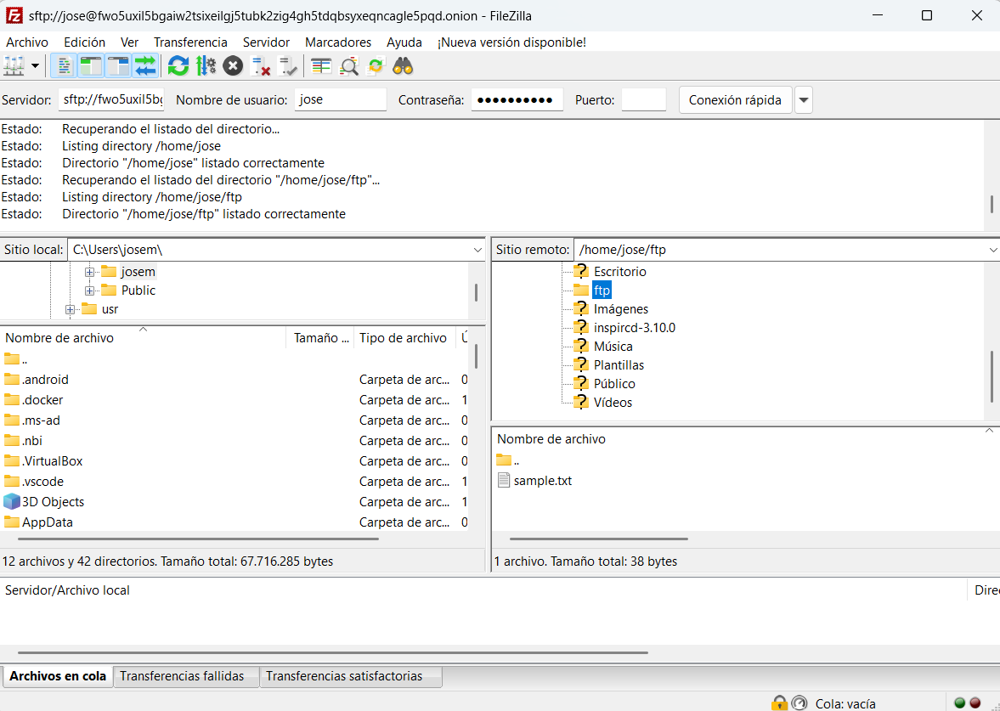 sftp://jose@fwo5uxil5bgaiw2tsixeilgj5tubk2zig4gh5tdqbsyxeqncagle5pqd.onion - FileZilla
Archivo Edición Ver Transferencia Servidor Marcadores Ayuda ¡Nueva versión disponible!
Servidor: sftp://fwo5uxil5bg Nombre de usuario: jose Contraseña: ●●●●●●●●●● Puerto: Conexión rápida
Estado: Recuperando el listado del directorio...
Estado: Listing directory /home/jose
Estado: Directorio "/home/jose" listado correctamente
Estado: Recuperando el listado del directorio "/home/jose/ftp"...
Estado: Listing directory /home/jose/ftp
Estado: Directorio "/home/jose/ftp" listado correctamente
Sitio local: C:\Users\josem\
josem
Public
usr
Nombre de archivo Tamaño ... Tipo de archivo Ú
..
.android Carpeta de arc... 0
.docker Carpeta de arc... 1
.ms-ad Carpeta de arc... 0
.nbi Carpeta de arc... 0
.VirtualBox Carpeta de arc... 0
.vscode Carpeta de arc... 1
3D Objects Carpeta de arc... 1
AppData Carpeta de arc... 0
12 archivos y 42 directorios. Tamaño total: 67.716.285 bytes
Sitio remoto: /home/jose/ftp
Escritorio
ftp
Imágenes
inspircd-3.10.0
Música
Plantillas
Público
Vídeos
Nombre de archivo
..
sample.txt
1 archivo. Tamaño total: 38 bytes
Servidor/Archivo local Direc
Archivos en cola Transferencias fallidas Transferencias satisfactorias
Cola: vacía